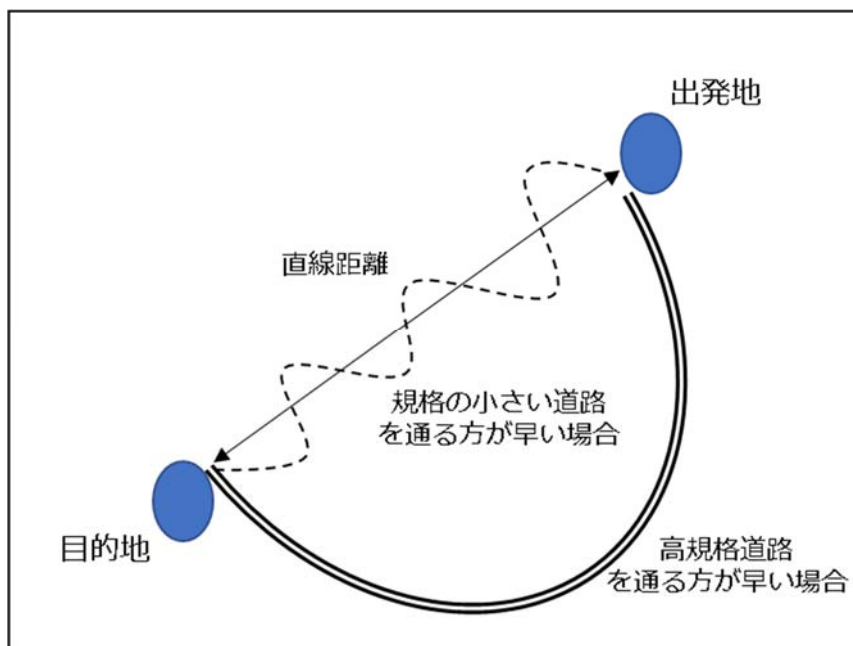 出発地
直線距離
規格の小さい道路
を通る方が早い場合
目的地
高規格道路
を通る方が早い場合